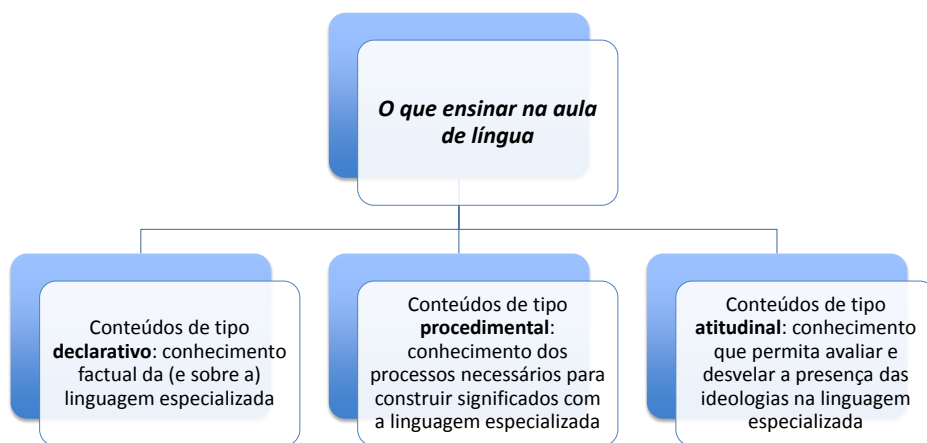 O que ensinar na aula
de língua
Conteúdos de tipo
declarativo: conhecimento
factual da (e sobre a)
linguagem especializada
Conteúdos de tipo
procedimental:
conhecimento dos
processos necessários para
construir significados com
a linguagem especializada
Conteúdos de tipo
atitudinal: conhecimento
que permita avaliar e
desvelar a presença das
ideologias na linguagem
especializada